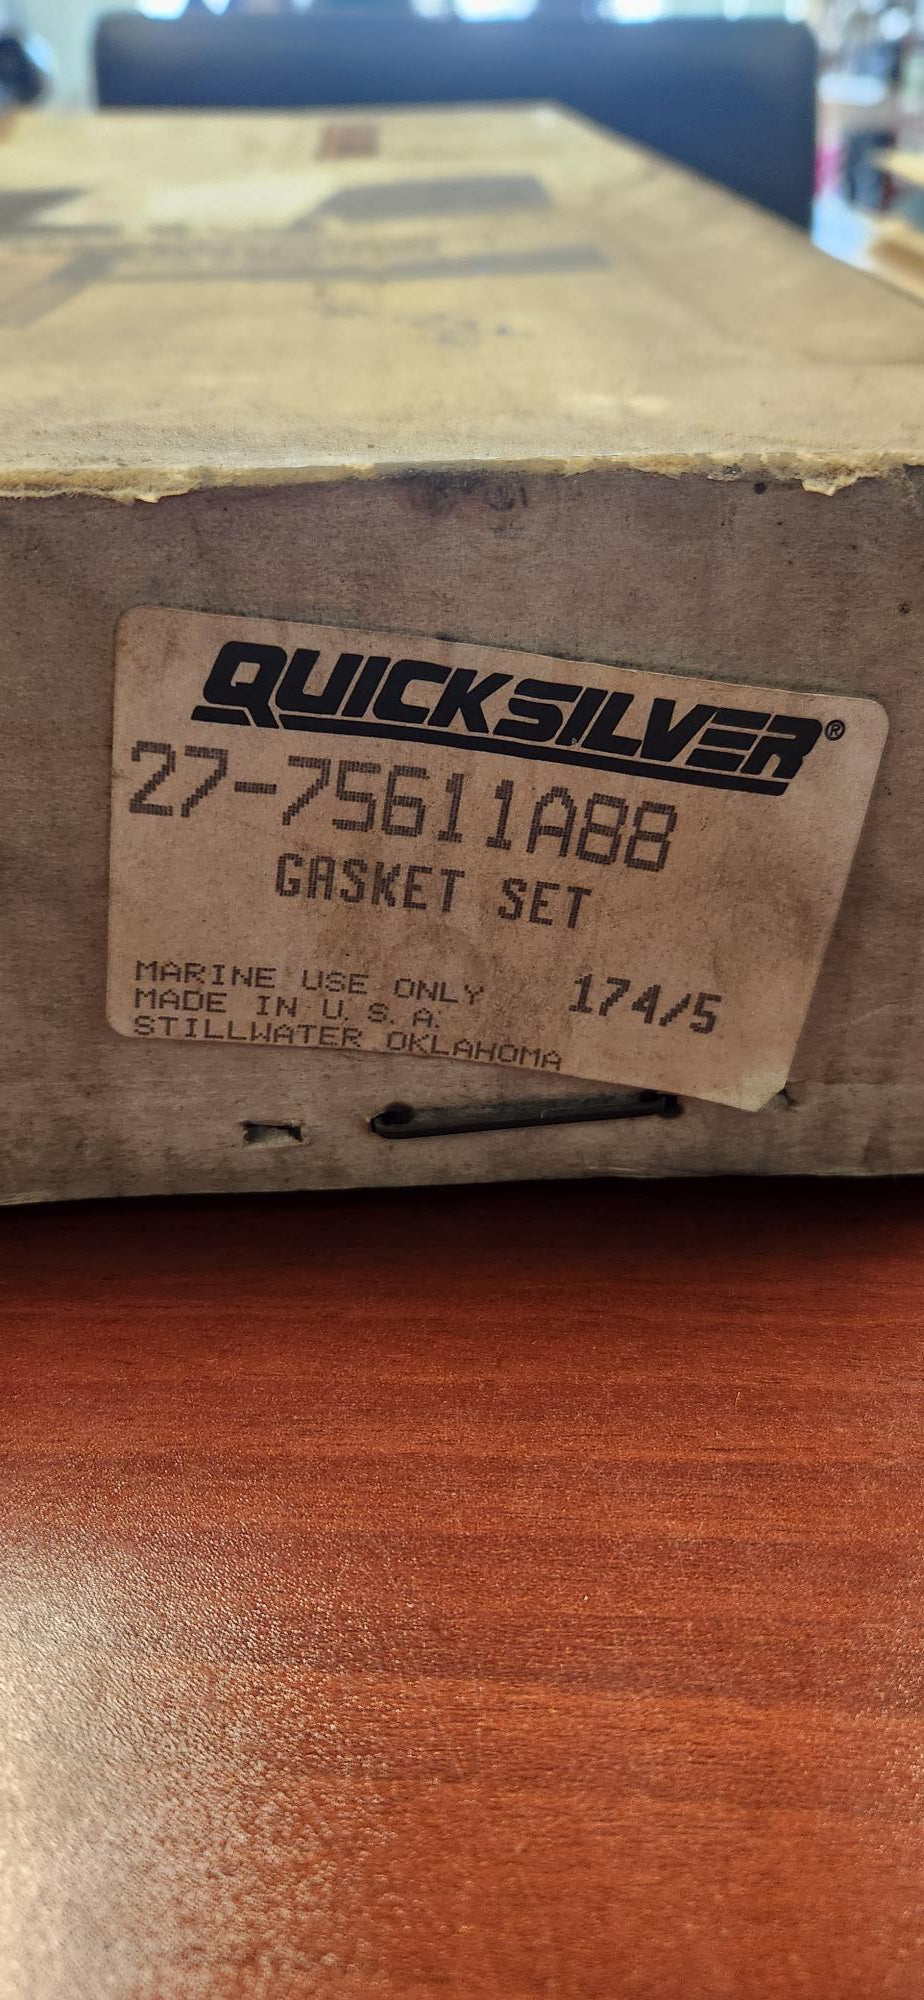 QUICKSILVER®
27-75611A88
GASKET SET
MARINE USE ONLY 174/5
MADE IN U.S.A.
STILLWATER OKLAHOMA